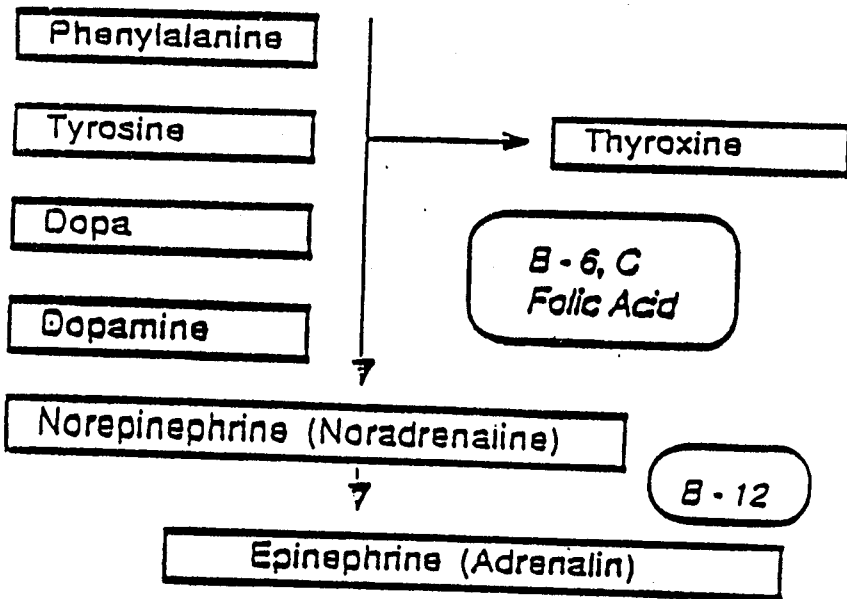 Phenylalanine
Tyrosine
Thyroxine
Dopa
B - 6, C
Folic Acid
Dopamine
Norepinephrine (Noradrenaline)
B - 12
Epinephrine (Adrenalin)